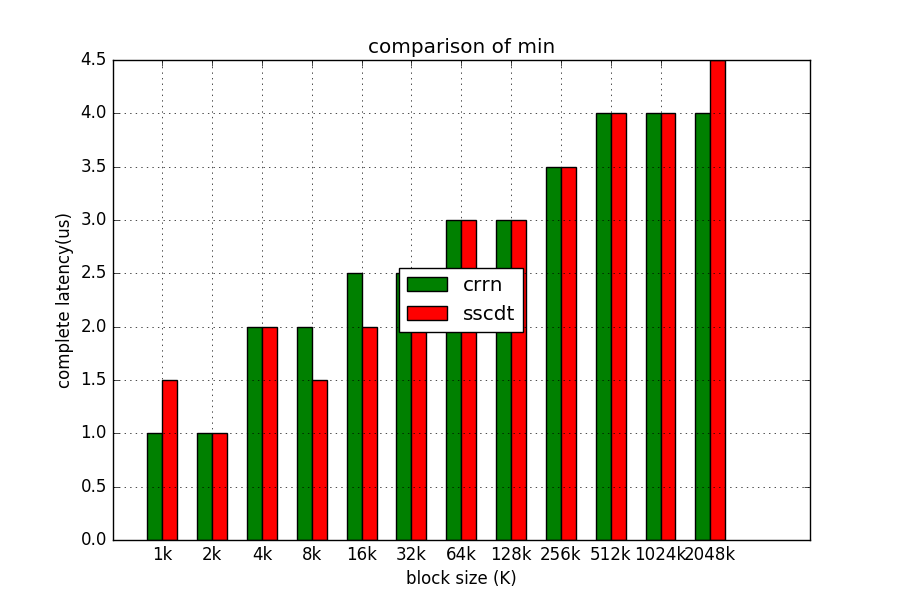 comparison of min
4.5
4.0
3.5
3.0
2.5
2.0
1.5
1.0
0.5
0.0
complete latency(us)
crrn
sscdt
1k 2k 4k 8k 16k 32k 64k 128k 256k 512k 1024k 2048k
block size (K)